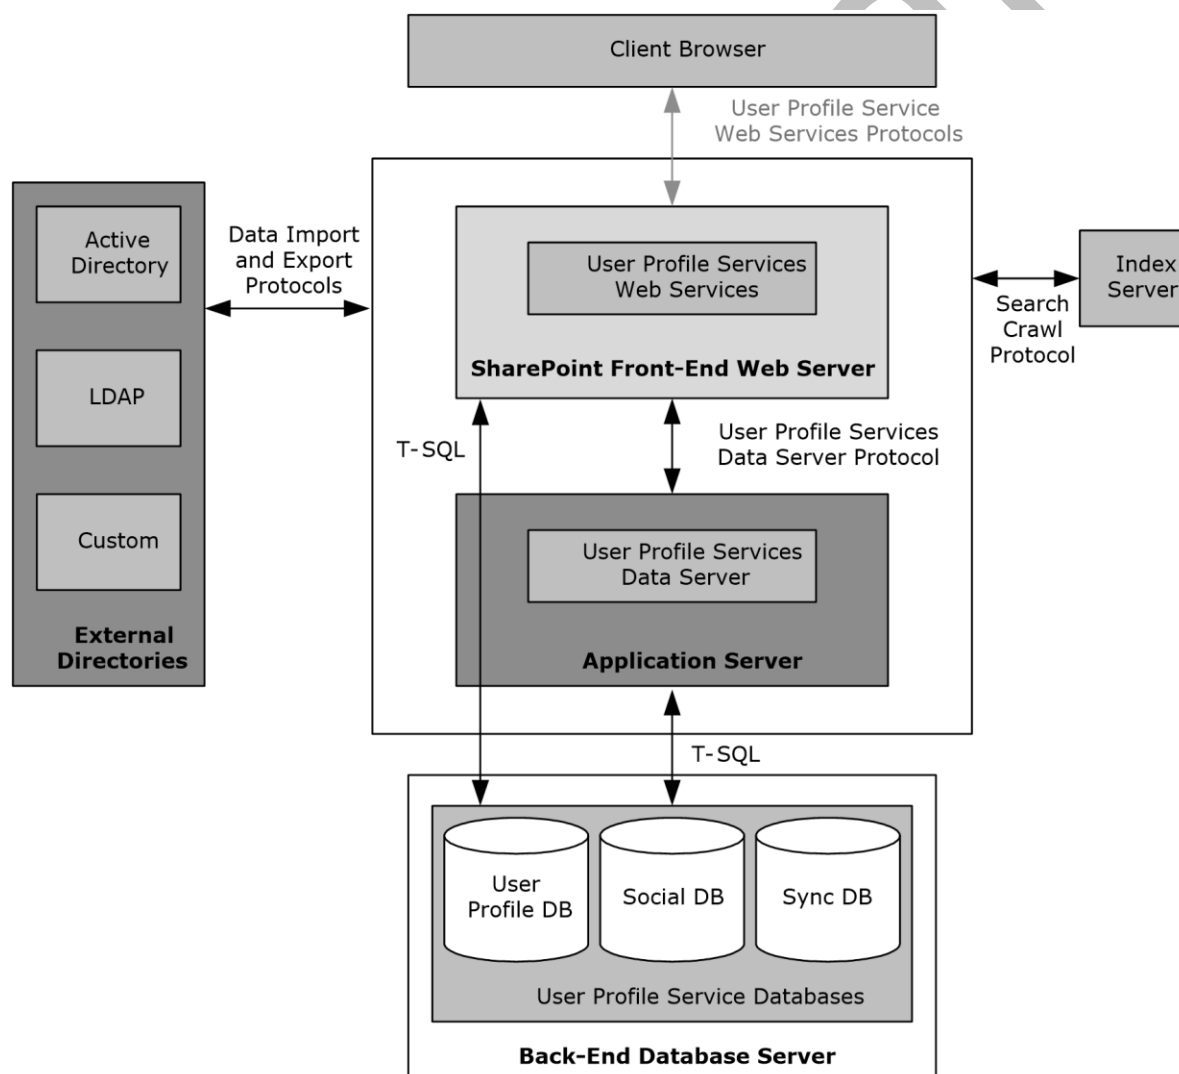 Client Browser
User Profile Service
Web Services Protocols
Active
Directory
LDAP
Custom
External
Directories
Data Import
and Export
Protocols
User Profile Services
Web Services
SharePoint Front-End Web Server
Index
Server
Search
Crawl
Protocol
T-SQL
User Profile Services
Data Server Protocol
User Profile Services
Data Server
Application Server
T-SQL
User
Profile DB
Social DB
Sync DB
User Profile Service Databases
Back-End Database Server